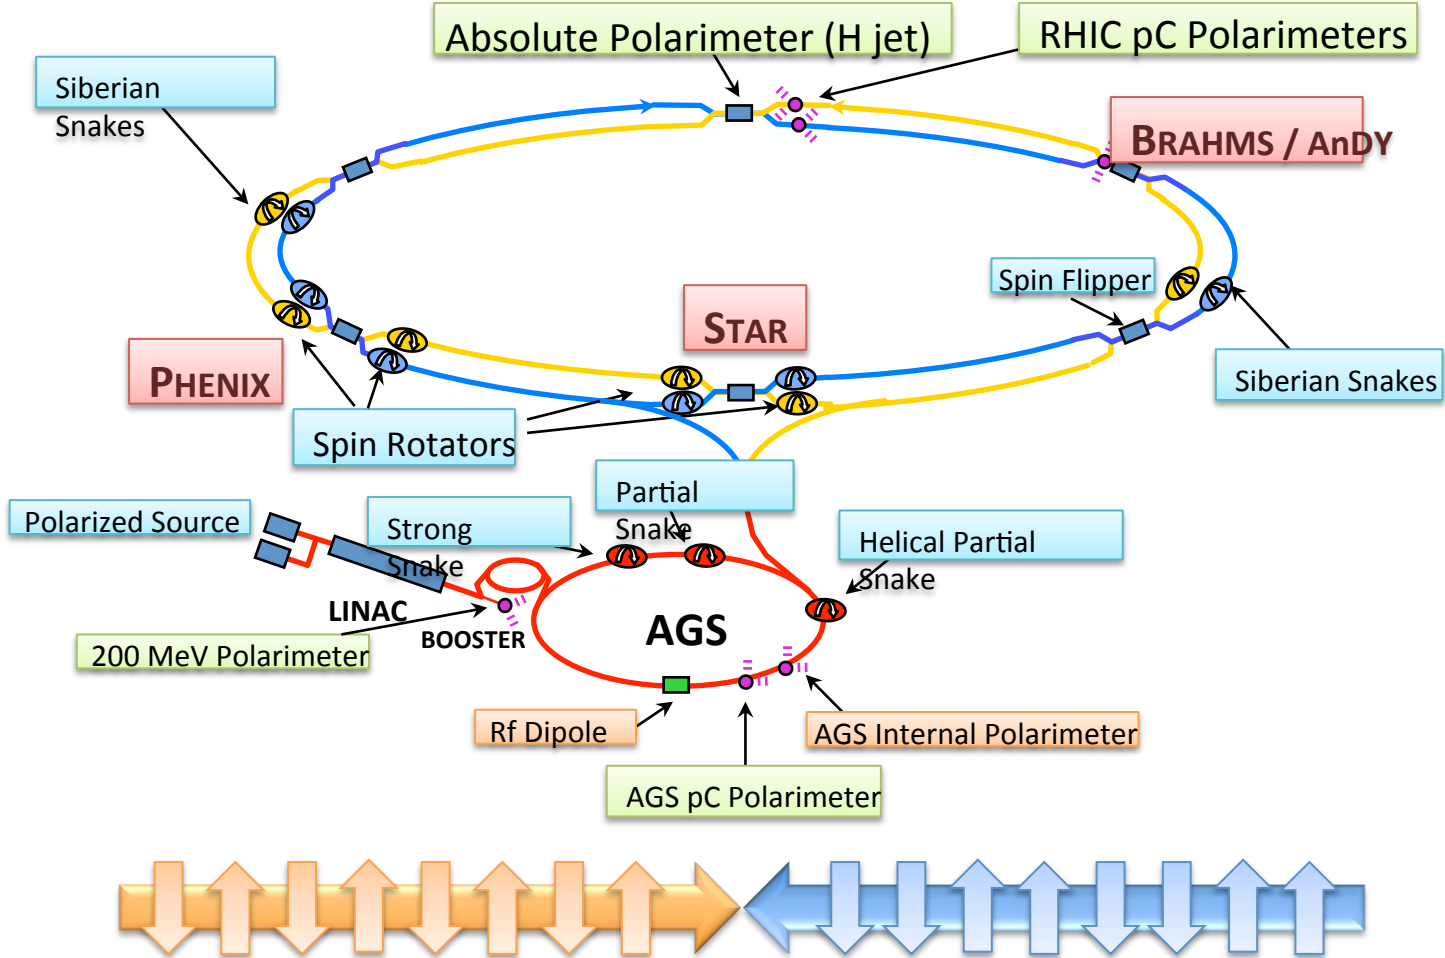 Absolute Polarimeter (H jet)
RHIC pC Polarimeters
Siberian
Snakes
BRAHMS / AnDY
Spin Flipper
STAR
PHENIX
Siberian Snakes
Spin Rotators
Partial
Snake
Polarized Source
Strong
Snake
Helical Partial
Snake
LINAC
BOOSTER
AGS
200 MeV Polarimeter
Rf Dipole
AGS Internal Polarimeter
AGS pC Polarimeter